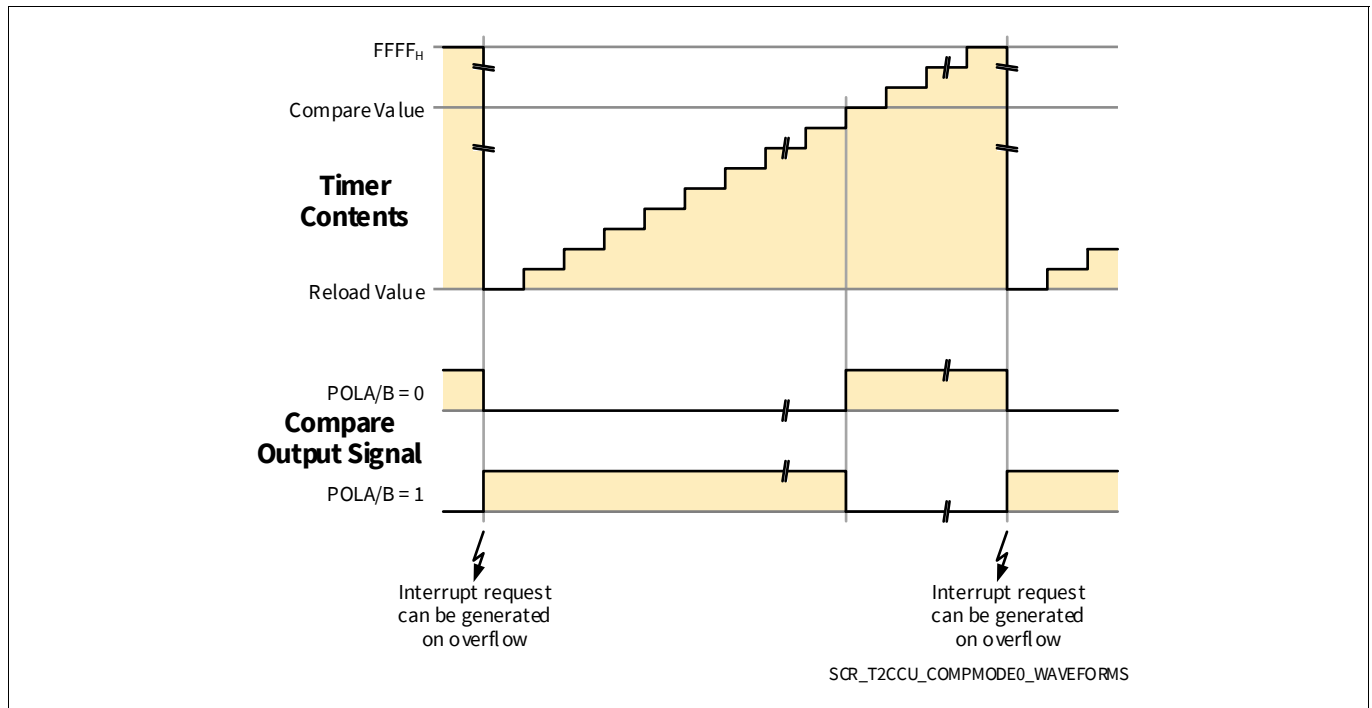 FFFFH
Compare Value
Timer
Contents
Reload Value
POLA/B = 0
Compare
Output Signal
POLA/B = 1
Interrupt request
can be generated
on overflow
Interrupt request
can be generated
on overflow
SCR_T2CCU_COMPMODE0_WAVEFORMS